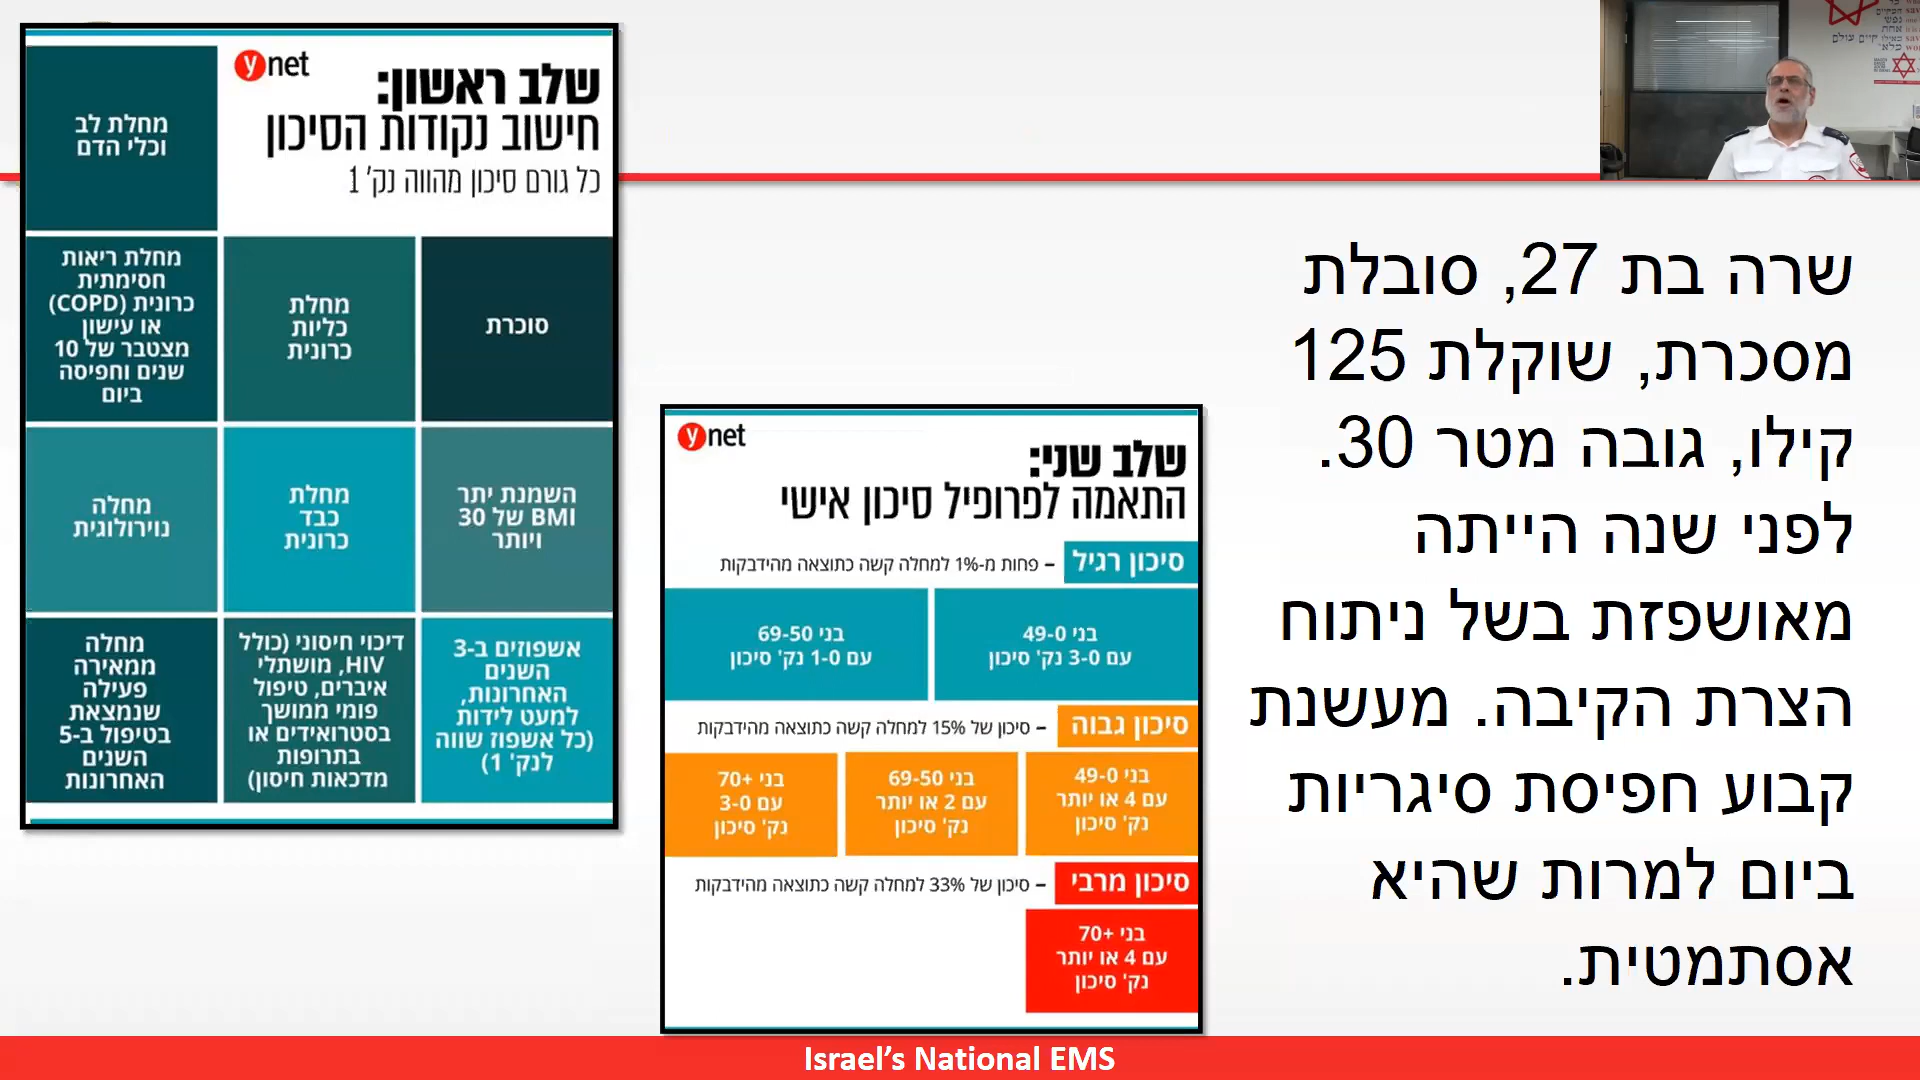 ynet
שלב ראשון:
חישוב נקודות הסיכון
כל גורם סיכון מהווה נק' 1
מחלת לב
וכלי הדם
סוכרת
מחלת
כליות
כרונית
מחלת ריאות
חסימתית
כרונית (COPD)
או עישון
מצטבר של 10
שנים וחפיסה
ביום
השמנת יתר
BMI של 30
ויותר
מחלת
כבד
כרונית
מחלה
נוירולוגית
אשפוזים ב-3
השנים
האחרונות,
למעט לידות
(כל אשפוז שווה
לנק' 1)
דיכוי חיסוני (כולל
HIV, מושתלי
איברים, טיפול
פומי ממושך
בסטרואידים או
בתרופות
מדכאות חיסון)
מחלה
ממאירה
פעילה
שנמצאת
בטיפול ב-5
השנים
האחרונות
ynet
שלב שני:
התאמה לפרופיל סיכון אישי
סיכון רגיל – פחות מ-1% למחלה קשה כתוצאה מהידבקות
בני 49-0
עם 3-0 נק' סיכון
בני 69-50
עם 1-0 נק' סיכון
סיכון גבוה – סיכון של 15% למחלה קשה כתוצאה מהידבקות
בני 49-0
עם 4 או יותר
נק' סיכון
בני 69-50
עם 2 או יותר
נק' סיכון
בני +70
עם 3-0
נק' סיכון
סיכון מרבי – סיכון של 33% למחלה קשה כתוצאה מהידבקות
בני +70
עם 4 או יותר
נק' סיכון
שרה בת 27, סובלת
מסכרת, שוקלת 125
קילו, גובה מטר 30.
לפני שנה הייתה
מאושפזת בשל ניתוח
הצרת הקיבה. מעשנת
קבוע חפיסת סיגריות
ביום למרות שהיא
אסתמטית.
Israel's National EMS